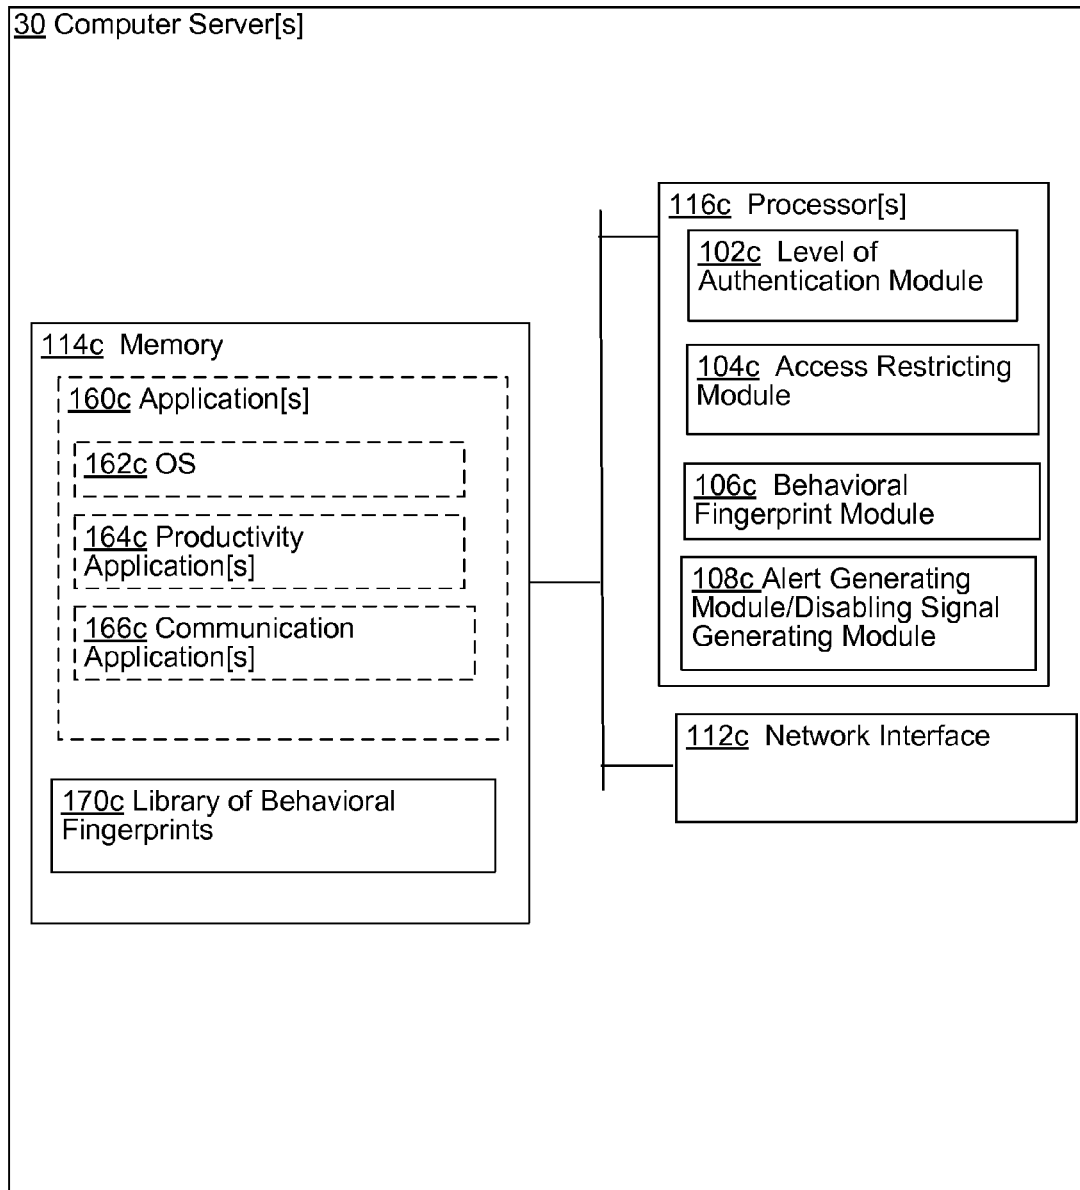 30 Computer Server[s]
116c Processor[s]
102c Level of
Authentication Module
104c Access Restricting
Module
106c Behavioral
Fingerprint Module
108c Alert Generating
Module/Disabling Signal
Generating Module
112c Network Interface
114c Memory
160c Application[s]
162c OS
164c Productivity
Application[s]
166c Communication
Application[s]
170c Library of Behavioral
Fingerprints